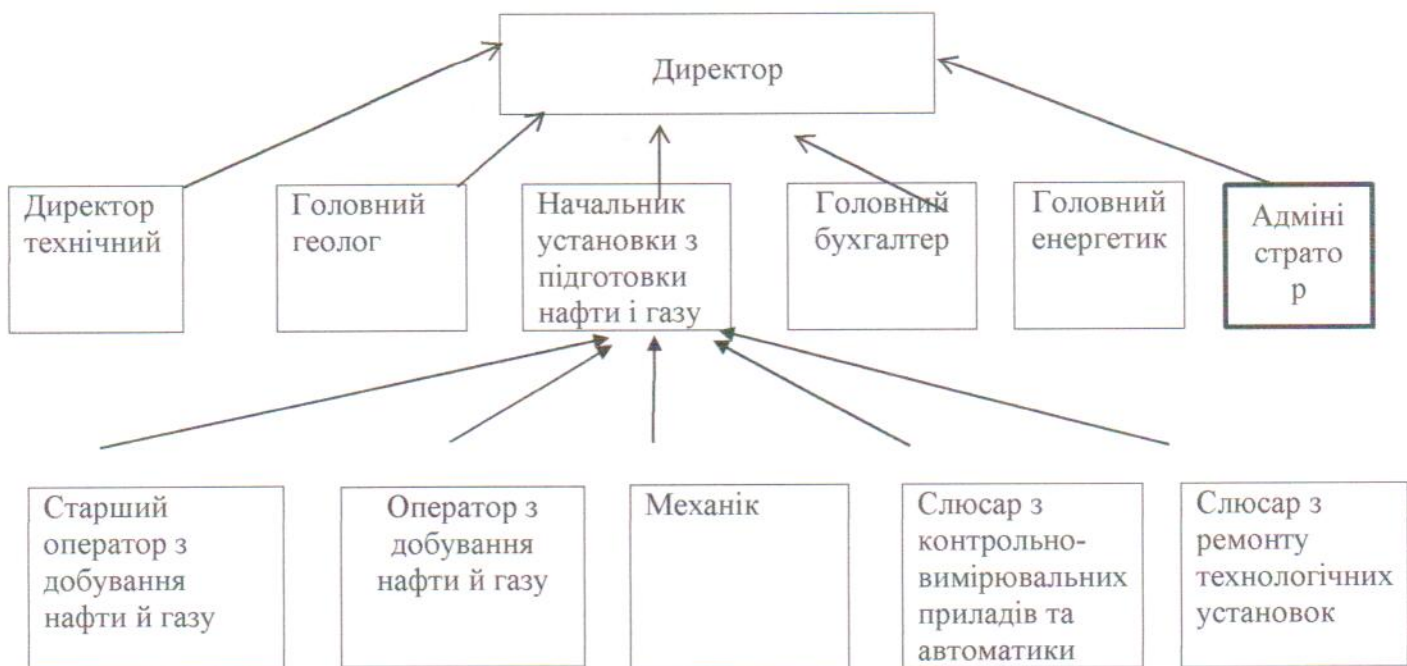 Директор
Директор
технічний
Головний
геолог
Начальник
установки з
підготовки
нафти і газу
Головний
бухгалтер
Головний
енергетик
Адміні
страто
р
Старший
оператор з
добування
нафти й газу
Оператор з
добування
нафти й газу
Механік
Слюсар з
контрольно-
вимірювальних
приладів та
автоматики
Слюсар з
ремонту
технологічних
установок